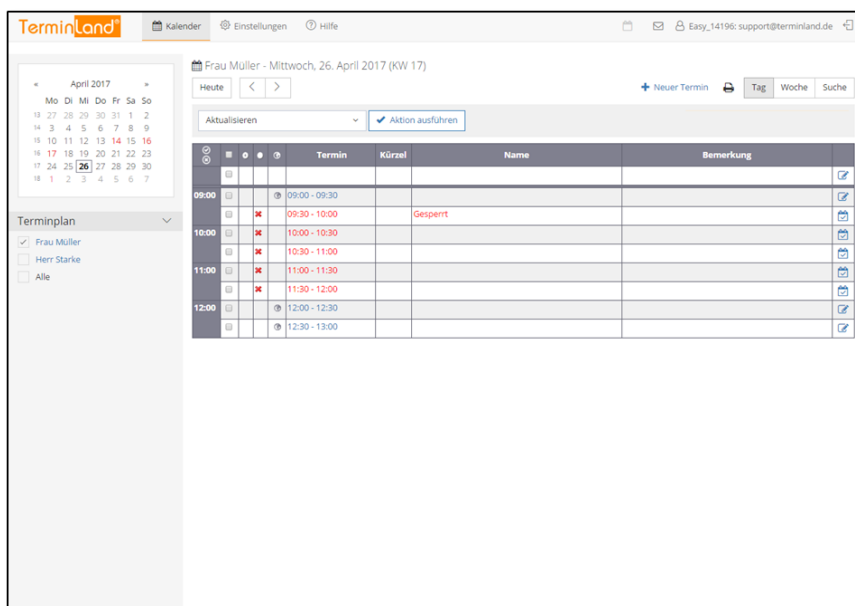 TerminLand®
Kalender
Einstellungen
Hilfe
Easy_14196: support@terminland.de
« April 2017 »
Mo Di Mi Do Fr Sa So
13 27 28 29 30 31 1 2
14 3 4 5 6 7 8 9
15 10 11 12 13 14 15 16
16 17 18 19 20 21 22 23
17 24 25 26 27 28 29 30
18 1 2 3 4 5 6 7
Terminplan
Frau Müller
Herr Starke
Alle
Frau Müller - Mittwoch, 26. April 2017 (KW 17)
Heute < >
+ Neuer Termin
Tag Woche Suche
Aktualisieren
Aktion ausführen
Termin Kürzel Name Bemerkung
09:00 09:00 - 09:30
09:30 - 10:00 Gesperrt
10:00 10:00 - 10:30
10:30 - 11:00
11:00 11:00 - 11:30
11:30 - 12:00
12:00 12:00 - 12:30
12:30 - 13:00